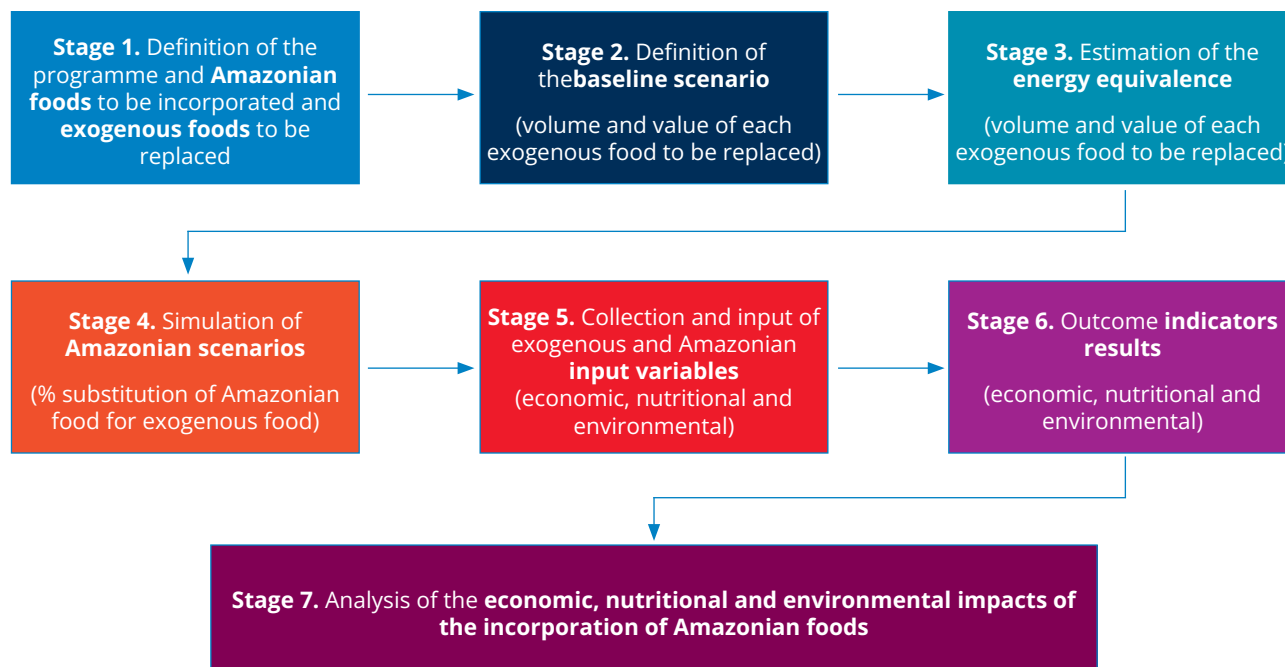 Stage 1. Definition of the
programme and Amazonian
foods to be incorporated and
exogenous foods to be
replaced
Stage 2. Definition of
thebaseline scenario
(volume and value of each
exogenous food to be replaced)
Stage 3. Estimation of the
energy equivalence
(volume and value of each
exogenous food to be replaced)
Stage 4. Simulation of
Amazonian scenarios
(% substitution of Amazonian
food for exogenous food)
Stage 5. Collection and input of
exogenous and Amazonian
input variables
(economic, nutritional and
environmental)
Stage 6. Outcome indicators
results
(economic, nutritional and
environmental)
Stage 7. Analysis of the economic, nutritional and environmental impacts of
the incorporation of Amazonian foods